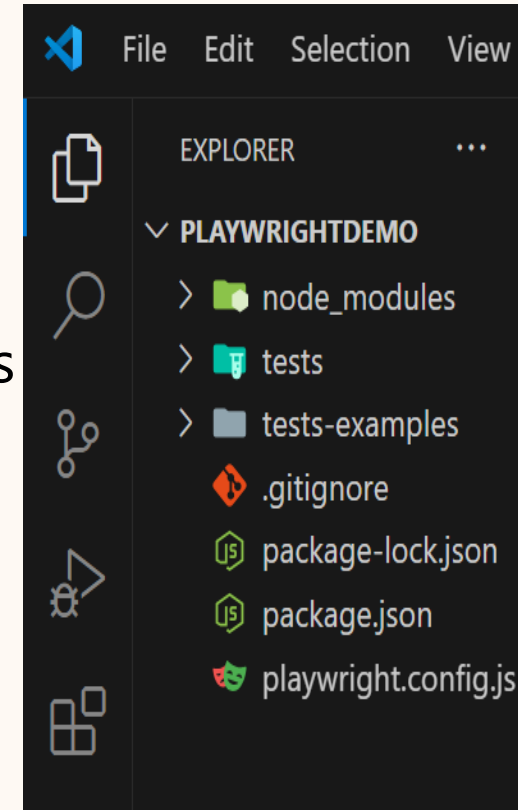 File Edit Selection View
EXPLORER ...
PLAYWRIGHTDEMO
node_modules
tests
s
tests-examples
.gitignore
package-lock.json
package.json
playwright.config.js